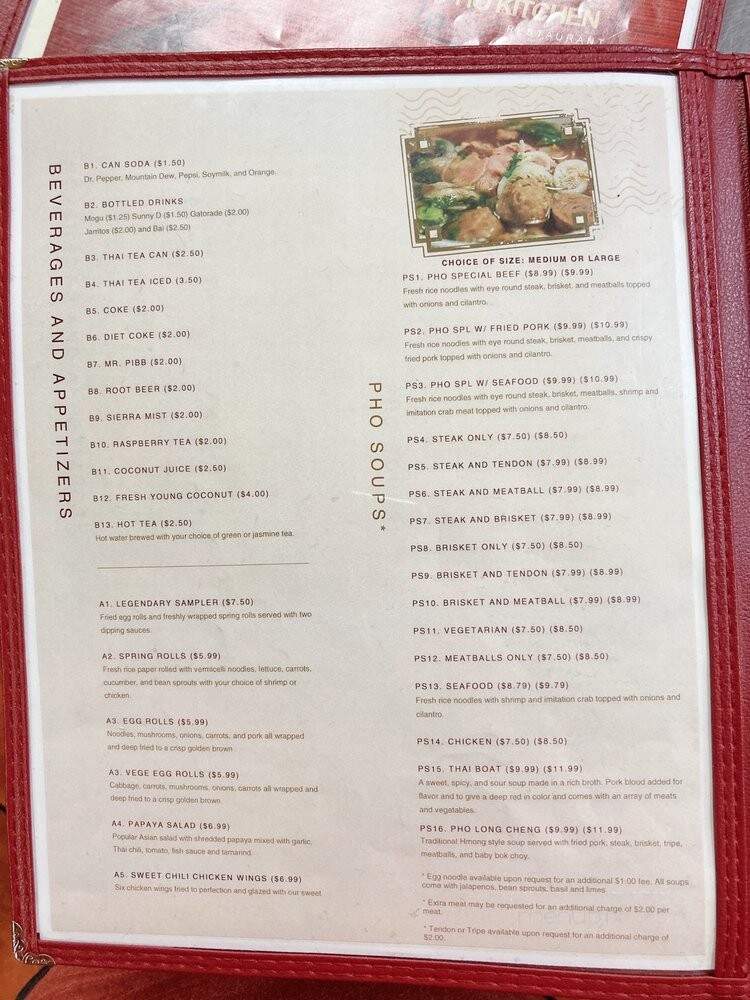 HO KITCHEN
RESTAURANT
BEVERAGES AND APPETIZERS
B1. CAN SODA ($1.50)
Dr. Pepper, Mountain Dew, Pepsi, Soymilk, and Orange.
B2. BOTTLED DRINKS
Mogu ($1.25) Sunny D ($1.50) Gatorade ($2.00)
Jarritos ($2.00) and Bai ($2.50)
B3. THAI TEA CAN ($2.50)
B4. THAI TEA ICED (3.50)
B5. COKE ($2.00)
B6. DIET COKE ($2.00)
B7. MR. PIBB ($2.00)
B8. ROOT BEER ($2.00)
B9. SIERRA MIST ($2.00)
B10. RASPBERRY TEA ($2.00)
B11. COCONUT JUICE ($2.50)
B12. FRESH YOUNG COCONUT ($4.00)
B13. HOT TEA ($2.50)
Hot water brewed with your choice of green or jasmine tea.
A1. LEGENDARY SAMPLER ($7.50)
Fried egg rolls and freshly wrapped spring rolls served with two
dipping sauces.
A2. SPRING ROLLS ($5.99)
Fresh rice paper rolled with vermicelli noodles, lettuce, carrots,
cucumber, and bean sprouts with your choice of shrimp or
chicken.
A3. EGG ROLLS ($5.99)
Noodles, mushrooms, onions, carrots, and pork all wrapped
and deep fried to a crisp golden brown
A3. VEGE EGG ROLLS ($5.99)
Cabbage, carrots, mushrooms, onions, carrots all wrapped and
deep fried to a crisp golden brown
A4. PAPAYA SALAD ($6.99)
Popular Asian salad with shredded papaya mixed with garlic,
Thai chili, tomato, fish sauce and tamarind.
A5. SWEET CHILI CHICKEN WINGS ($6.99)
Six chicken wings fried to perfection and glazed with our sweet
PHO SOUPS*
CHOICE OF SIZE: MEDIUM OR LARGE
PS1. PHO SPECIAL BEEF ($8.99) ($9.99)
Fresh rice noodles with eye round steak, brisket, and meatballs topped
with onions and cilantro.
PS2. PHO SPL W/ FRIED PORK ($9.99) ($10.99)
Fresh rice noodles with eye round steak, brisket, meatballs, and crispy
fried pork topped with onions and cilantro.
PS3. PHO SPL W/ SEAFOOD ($9.99) ($10.99)
Fresh rice noodles with eye round steak, brisket, meatballs, shrimp and
imitation crab meat topped with onions and cilantro.
PS4. STEAK ONLY ($7.50) ($8.50)
PS5. STEAK AND TENDON ($7.99) ($8.99)
PS6. STEAK AND MEATBALL ($7.99) ($8.99)
PS7. STEAK AND BRISKET ($7.99) ($8.99)
PS8. BRISKET ONLY ($7.50) ($8.50)
PS9. BRISKET AND TENDON ($7.99) ($8.99)
PS10. BRISKET AND MEATBALL ($7.99) ($8.99)
PS11. VEGETARIAN ($7.50) ($8.50)
PS12. MEATBALLS ONLY ($7.50) ($8.50)
PS13. SEAFOOD ($8.79) ($9.79)
Fresh rice noodles with shrimp and imitation crab topped with onions and
cilantro.
PS14. CHICKEN ($7.50) ($8.50)
PS15. THAI BOAT ($9.99) ($11.99)
A sweet, spicy, and sour soup made in a rich broth. Pork blood added for
flavor and to give a deep red in color and comes with an array of meats
and vegetables.
PS16. PHO LONG CHENG ($9.99) ($11.99)
Traditional Hmong style soup served with fried pork, steak, brisket, tripe,
meatballs, and baby bok choy.
* Egg noodle available upon request for an additional $1.00 fee. All soups
come with jalapenos, bean sprouts, basil and limes
* Extra meat may be requested for an additional charge of $2.00 per
meat.
* Tendon or Tripe available upon request for an additional charge of
$2.00.